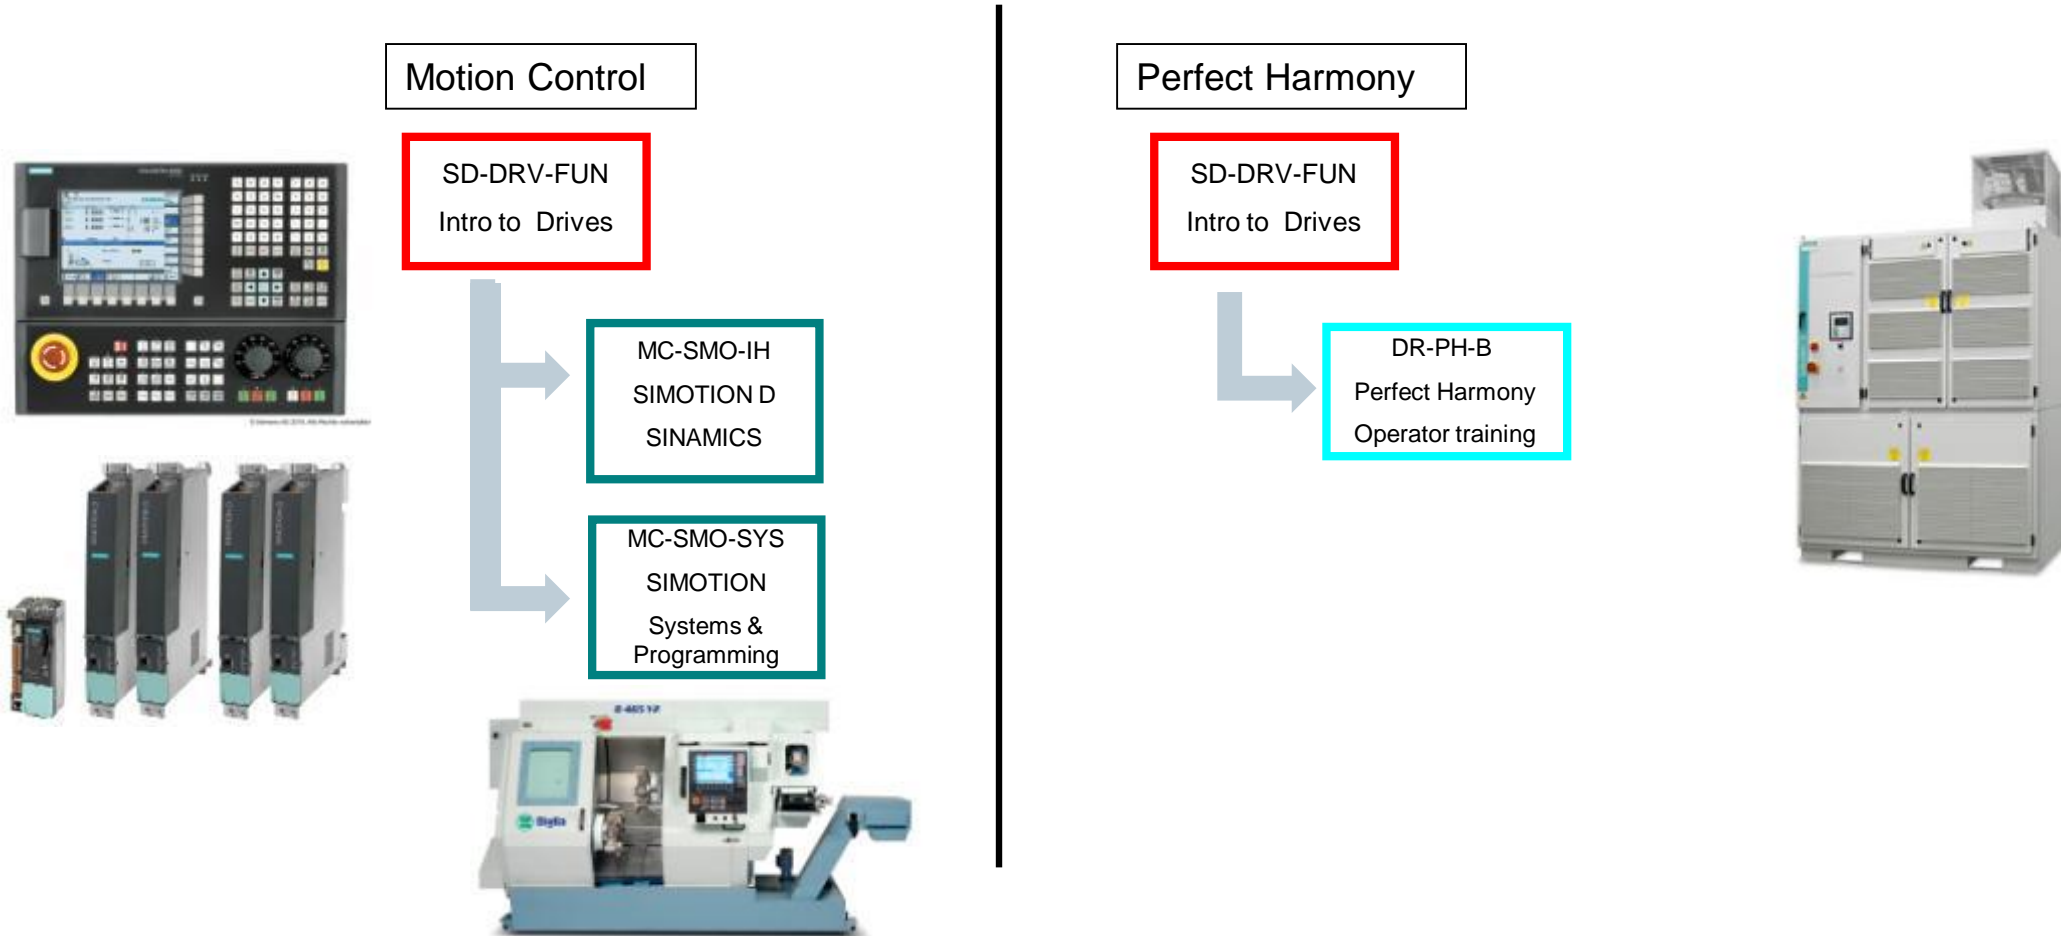 Motion Control
SD-DRV-FUN
Intro to Drives
MC-SMO-IH
SIMOTION D
SINAMICS
MC-SMO-SYS
SIMOTION
Systems &
Programming
Biglia
Perfect Harmony
SD-DRV-FUN
Intro to Drives
DR-PH-B
Perfect Harmony
Operator training